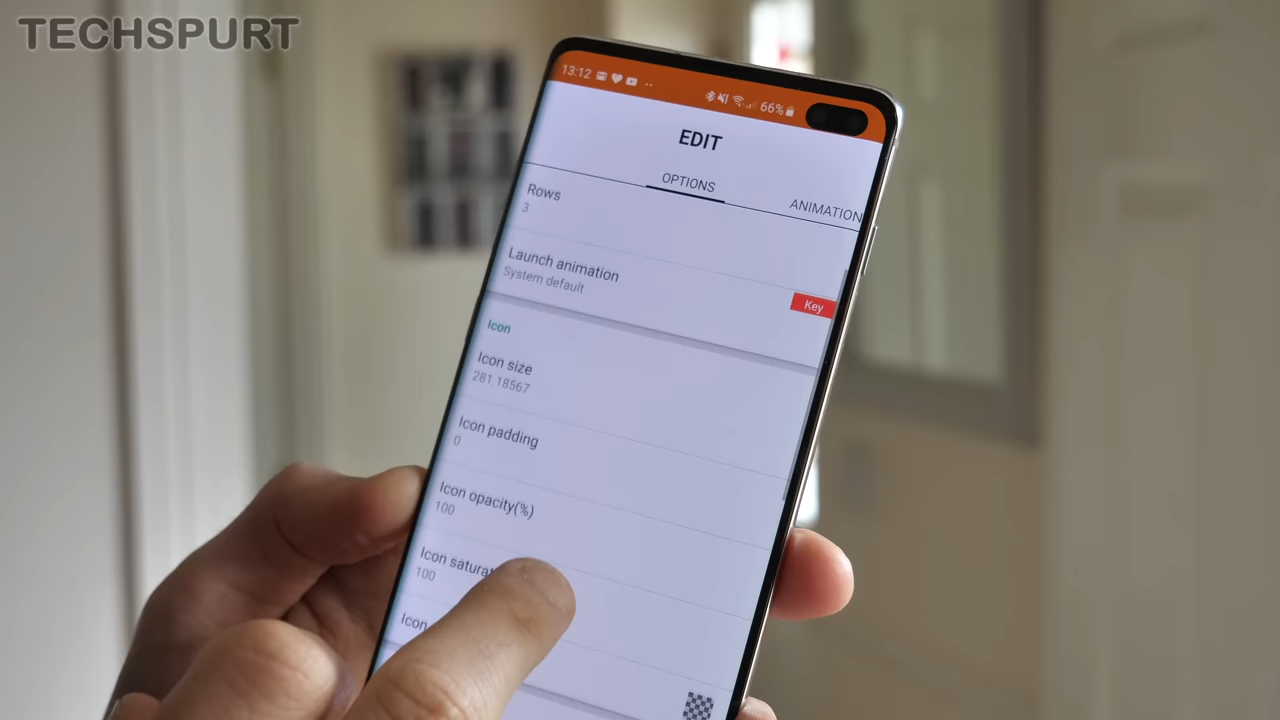 TECHSPURT
13:12
66%
EDIT
OPTIONS
ANIMATION
Rows
3
Launch animation
System default
Key
Icon
Icon size
281.18567
Icon padding
0
Icon opacity(%)
100
Icon
100
Icon